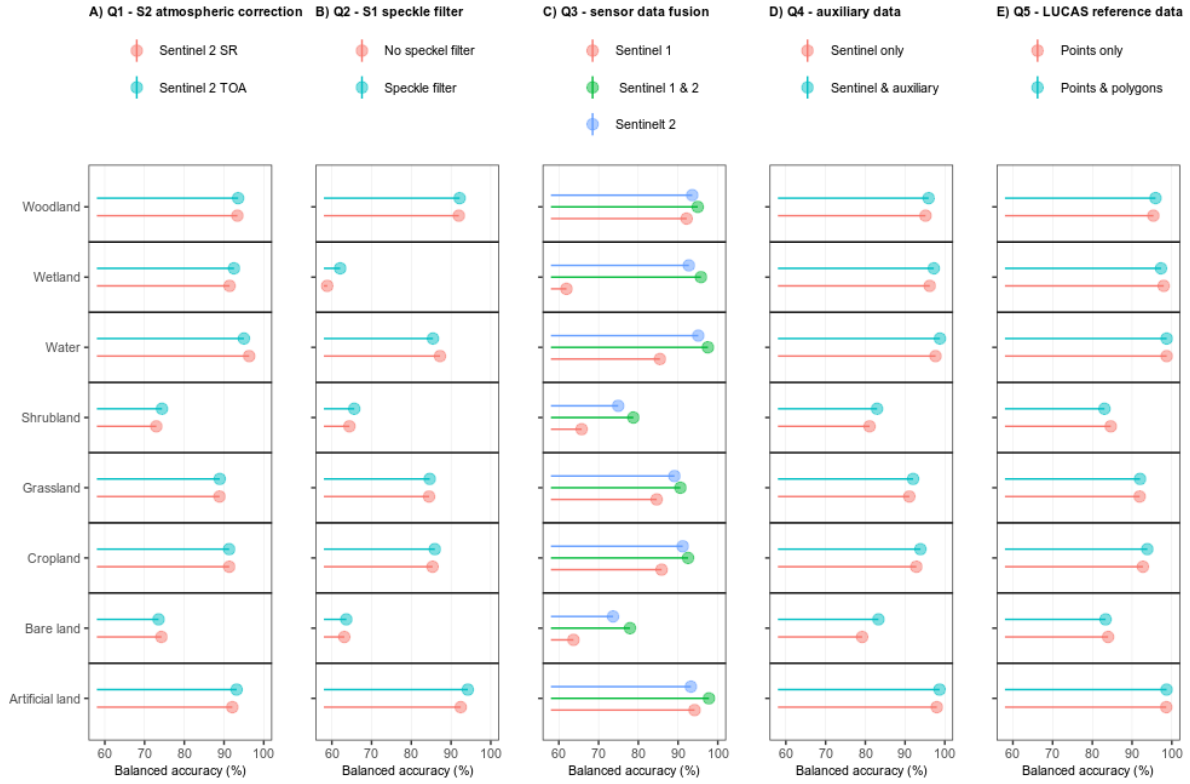 A) Q1 - S2 atmospheric correction
Sentinel 2 SR
Sentinel 2 TOA
B) Q2 - S1 speckle filter
No speckel filter
Speckle filter
C) Q3 - sensor data fusion
Sentinel 1
Sentinel 1 & 2
Sentinelt 2
D) Q4 - auxiliary data
Sentinel only
Sentinel & auxiliary
E) Q5 - LUCAS reference data
Points only
Points & polygons
Woodland
Wetland
Water
Shrubland
Grassland
Cropland
Bare land
Artificial land
60 70 80 90 100
Balanced accuracy (%)
60 70 80 90 100
Balanced accuracy (%)
60 70 80 90 100
Balanced accuracy (%)
60 70 80 90 100
Balanced accuracy (%)
60 70 80 90 100
Balanced accuracy (%)